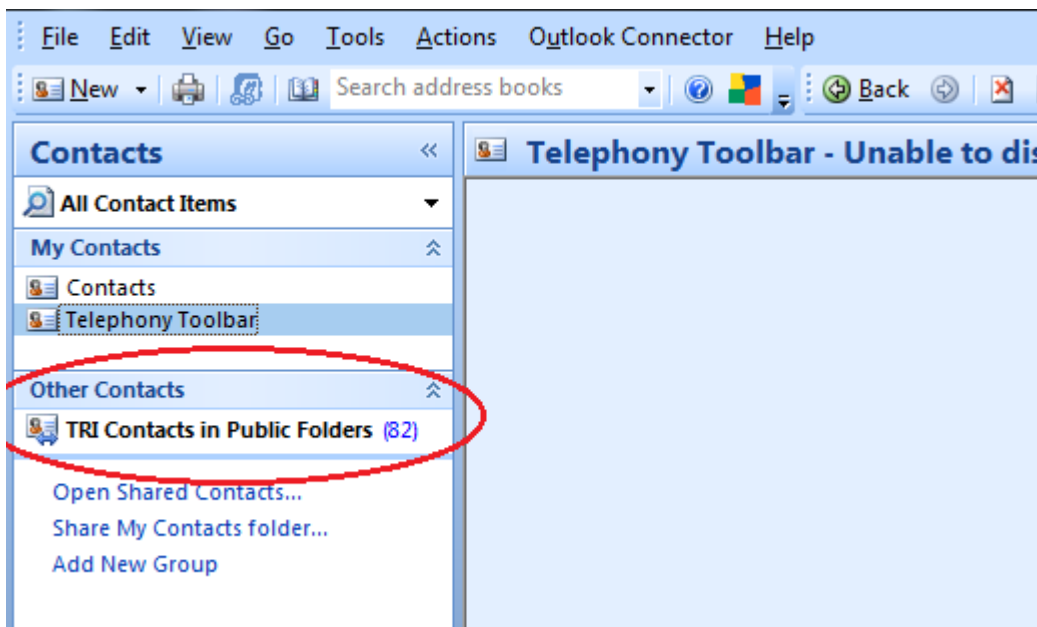 File Edit View Go Tools Actions Outlook Connector Help
New Search address books Back
Contacts
Telephony Toolbar - Unable to dis
All Contact Items
My Contacts
Contacts
Telephony Toolbar
Other Contacts
TRI Contacts in Public Folders (82)
Open Shared Contacts...
Share My Contacts folder...
Add New Group